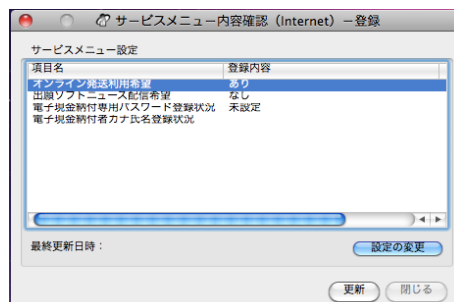 サービスメニュー内容確認（Internet）－登録
サービスメニュー設定
項目名 登録内容
オンライン発送利用希望 あり
出願ソフトニュース配信希望 なし
電子現金納付専用パスワード登録状況 未設定
電子現金納付者カナ氏名登録状況
最終更新日時：
設定の変更
更新 閉じる